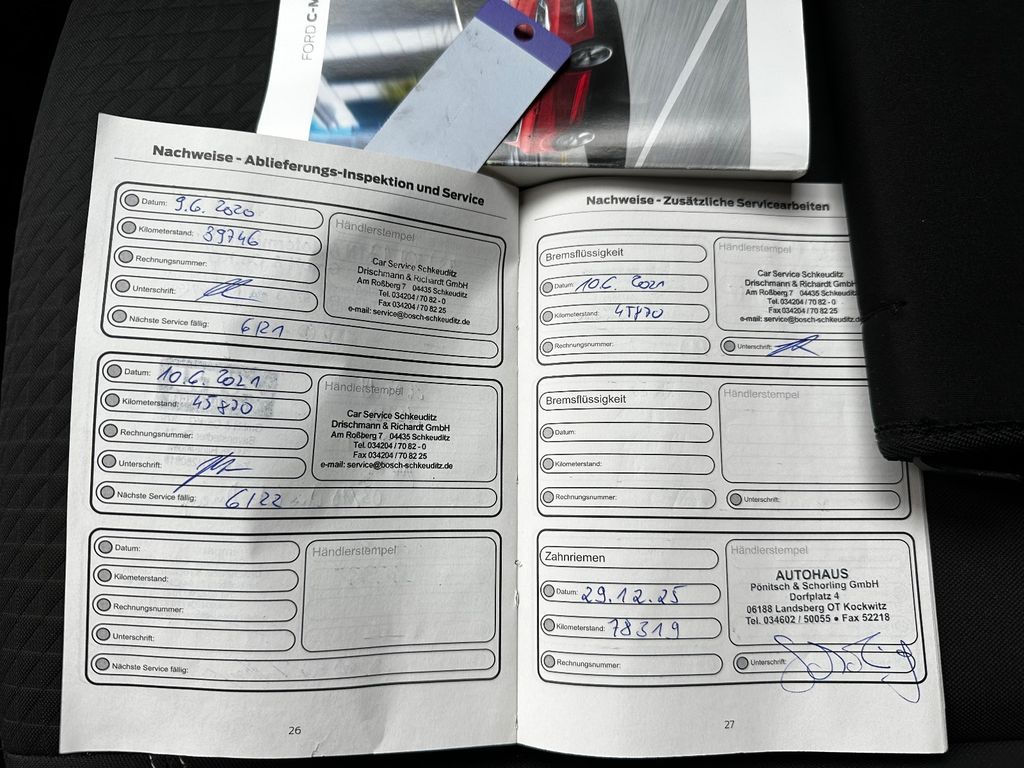 FORD C-M
Nachweise - Ablieferungs-Inspektion und Service
Datum: 9.6. 2020
Kilometerstand: 39746
Rechnungsnummer:
Unterschrift:
Nächste Service fällig: 6/21
Händlerstempel
Car Service Schkeuditz
Drischmann & Richardt GmbH
Am Roßberg 7 04435 Schkeuditz
Tel. 034204 / 70 82 - 0
Fax 034204 / 70 82 25
e-mail: service@bosch-schkeuditz.de
Datum: 10.6. 2021
Kilometerstand: 45870
Rechnungsnummer:
Unterschrift:
Nächste Service fällig: 6/22
Händlerstempel
Car Service Schkeuditz
Drischmann & Richardt GmbH
Am Roßberg 7 04435 Schkeuditz
Tel. 034204 / 70 82 - 0
Fax 034204 / 70 82 25
e-mail: service@bosch-schkeuditz.de
Datum:
Kilometerstand:
Rechnungsnummer:
Unterschrift:
Nächste Service fällig:
Händlerstempel
26
Nachweise - Zusätzliche Servicearbeiten
Bremsflüssigkeit
Datum: 10.6. 2021
Kilometerstand: 45870
Rechnungsnummer:
Händlerstempel
Car Service Schkeuditz
Drischmann & Richardt GmbH
Am Roßberg 7 04435 Schkeuditz
Tel. 034204 / 70 82 - 0
Fax 034204 / 70 82 25
e-mail: service@bosch-schkeuditz.de
Unterschrift:
Bremsflüssigkeit
Datum:
Kilometerstand:
Rechnungsnummer:
Händlerstempel
Unterschrift:
Zahnriemen
Datum: 29.12.25
Kilometerstand: 78319
Rechnungsnummer:
Händlerstempel
AUTOHAUS
Pönitsch & Schorling GmbH
Dorfplatz 4
06188 Landsberg OT Kockwitz
Tel. 034602 / 50055 • Fax 52218
Unterschrift:
27